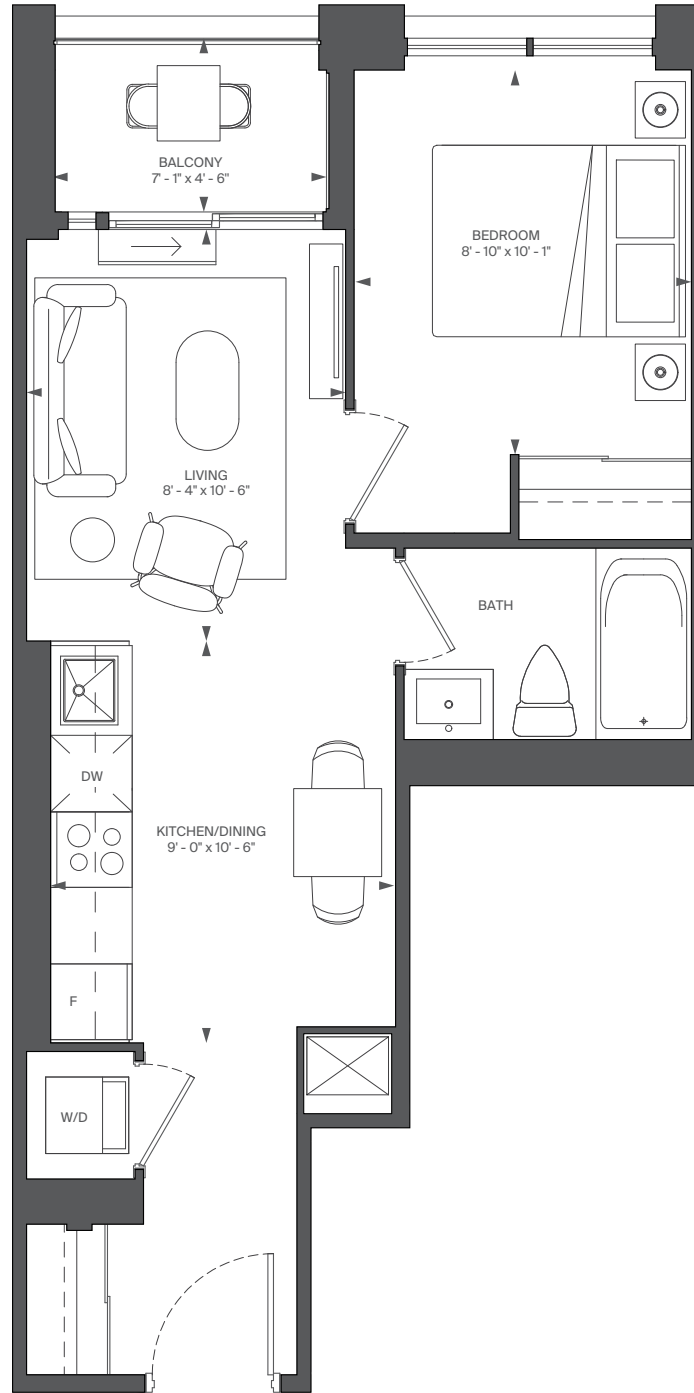 BALCONY
7' - 1" x 4' - 6"
BEDROOM
8' - 10" x 10' - 1"
LIVING
8' - 4" x 10' - 6"
BATH
DW
KITCHEN/DINING
9' - 0" x 10' - 6"
F
W/D